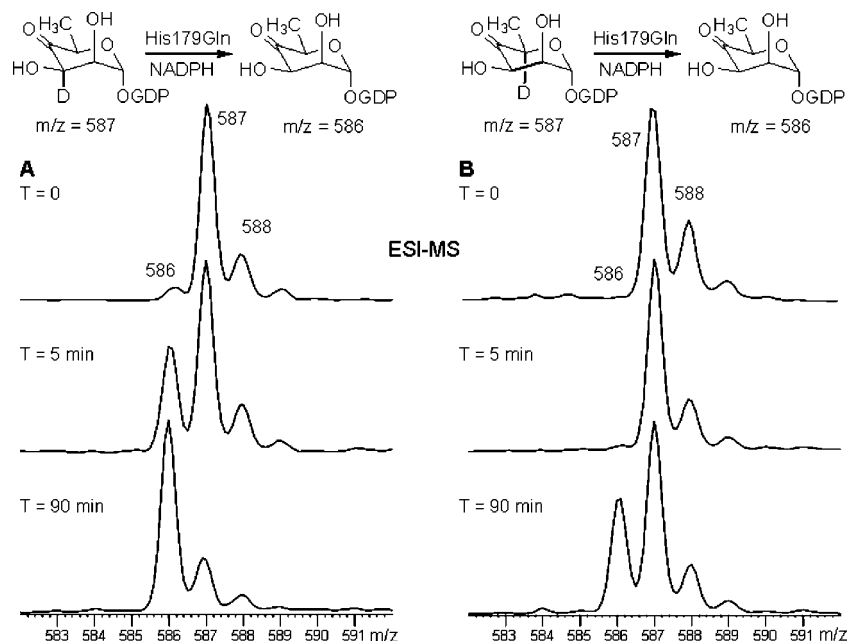 H₃C OH
O
HO
D
OGDP
His179Gln
NADPH
H₃C OH
O
O
HO
OGDP
m/z = 587
m/z = 586
H₃C OH
O
O
HO
D
OGDP
His179Gln
NADPH
H₃C OH
O
O
HO
OGDP
m/z = 587
m/z = 586
A
T = 0
586
587
588
T = 5 min
T = 90 min
583 584 585 586 587 588 589 590 591 m/z
ESI-MS
B
T = 0
586
587
588
T = 5 min
T = 90 min
583 584 585 586 587 588 589 590 591 m/z